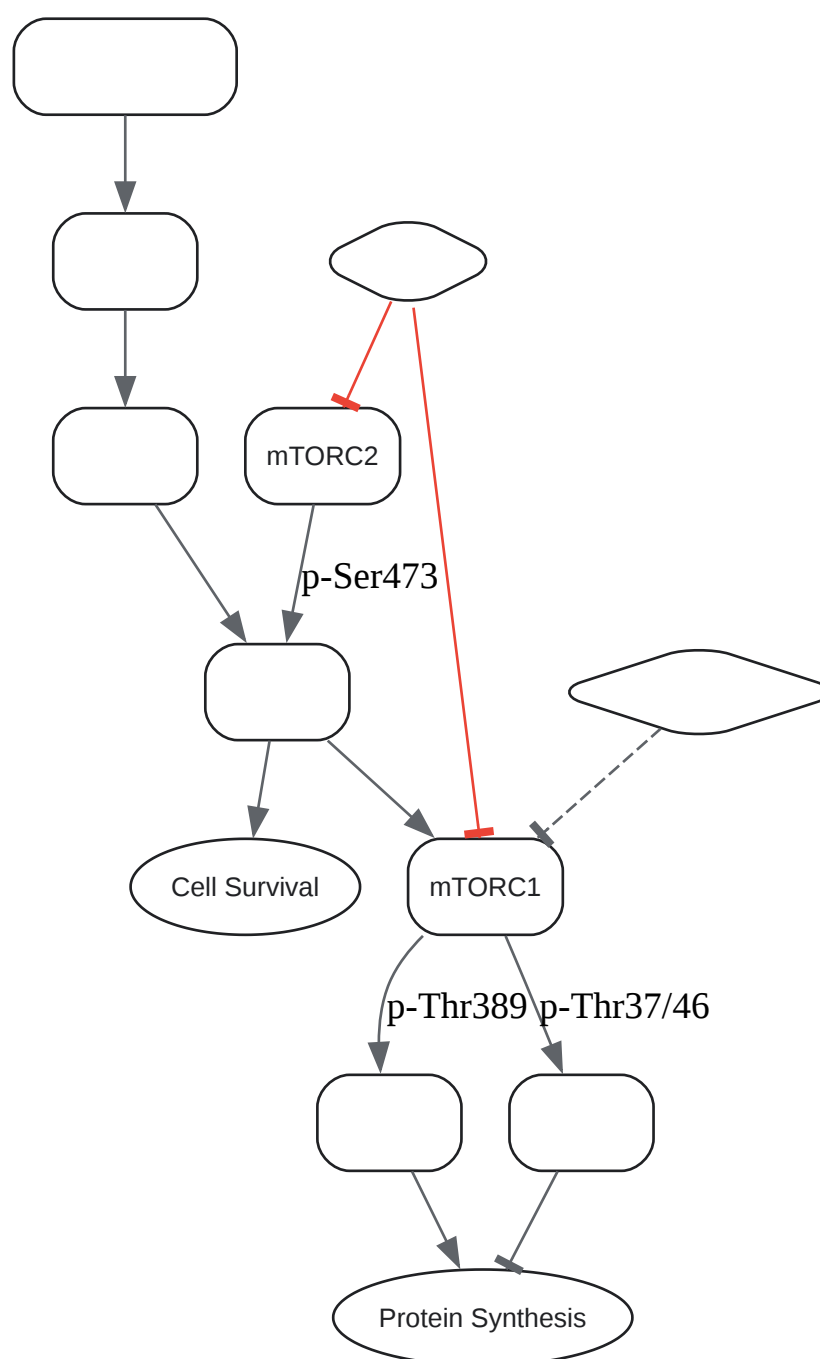 mTORC2
p-Ser473
Cell Survival
mTORC1
p-Thr389
p-Thr37/46
Protein Synthesis